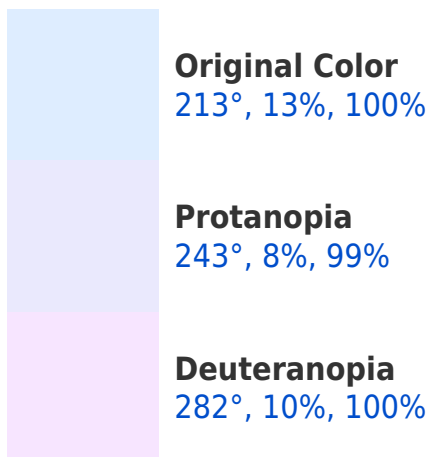 Original Color
213°, 13%, 100%
Protanopia
243°, 8%, 99%
Deuteranopia
282°, 10%, 100%